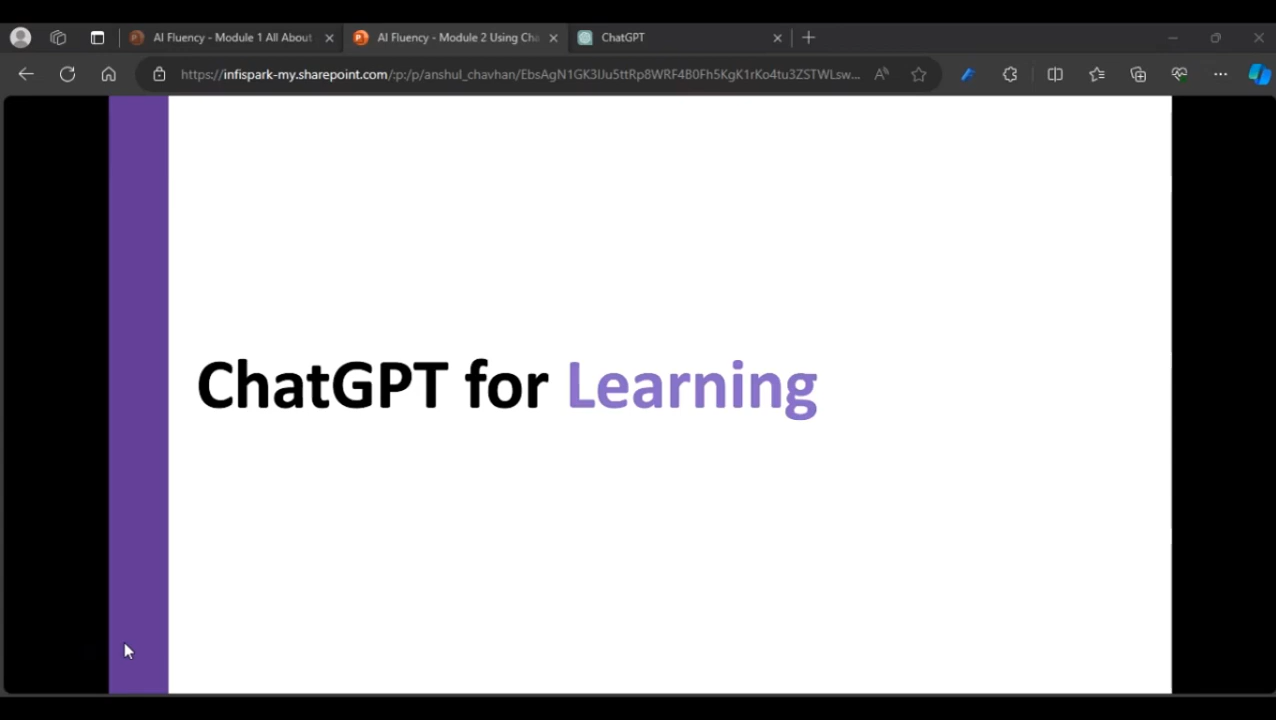 AI Fluency - Module 1 All About
AI Fluency - Module 2 Using Cha
ChatGPT
https://infispark-my.sharepoint.com/:p:/p/anshul_chavhan/EbsAgN1GK3IJu5ttRp8WRF4B0Fh5KgK1rKo4tu3ZSTWLsw...
ChatGPT for Learning